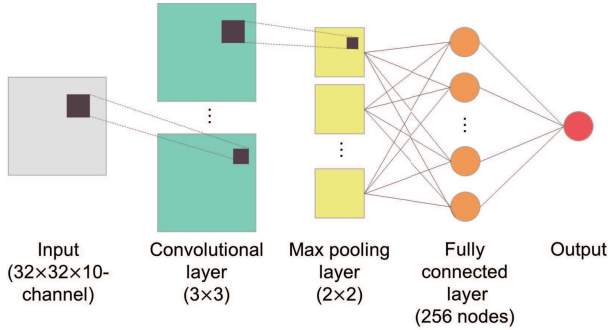 Input
(32×32×10-
channel)
Convolutional
layer
(3×3)
Max pooling
layer
(2×2)
Fully
connected
layer
(256 nodes)
Output